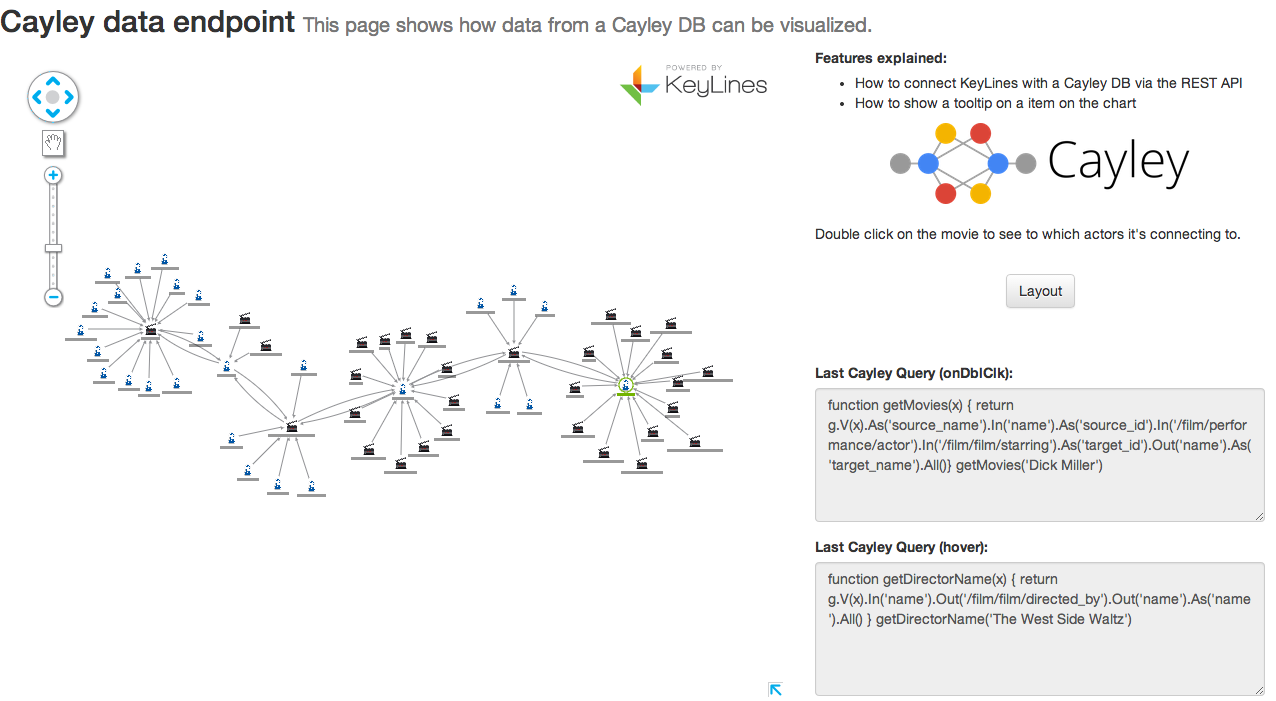 Cayley data endpoint This page shows how data from a Cayley DB can be visualized.
POWERED BY
KeyLines
Features explained:
• How to connect KeyLines with a Cayley DB via the REST API
• How to show a tooltip on a item on the chart
Cayley
Double click on the movie to see to which actors it's connecting to.
Layout
Last Cayley Query (onDblClk):
function getMovies(x) { return
g.V(x).As('source_name').In('name').As('source_id').In('/film/perfor
mance/actor').In('/film/film/starring').As('target_id').Out('name').As(
'target_name').All()} getMovies('Dick Miller')
Last Cayley Query (hover):
function getDirectorName(x) { return
g.V(x).In('name').Out('/film/film/directed_by').Out('name').As('name
').All() } getDirectorName('The West Side Waltz')